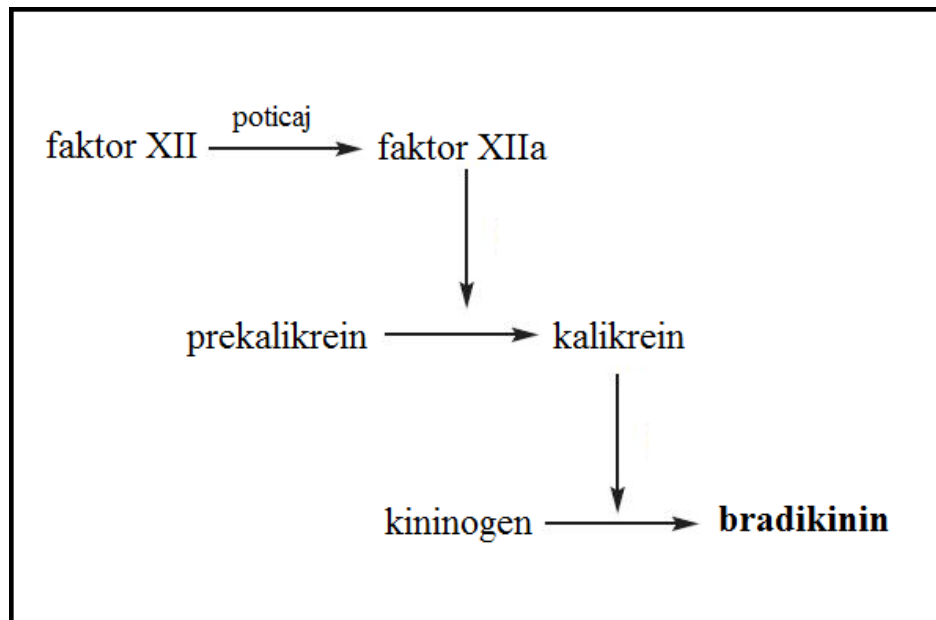 poticaj
faktor XII faktor XIIa
prekalikrein kalikrein
kininogen bradikinin